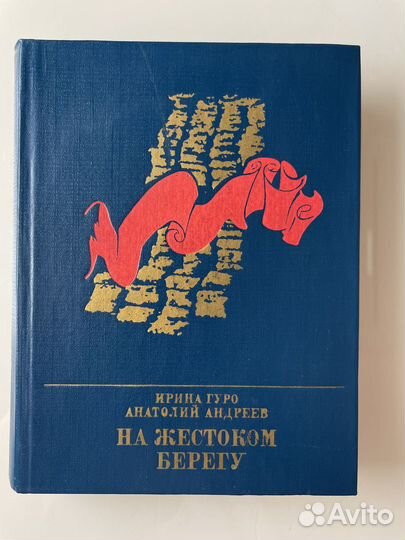 ИРИНА ГУРО
АНАТОЛИЙ АНДРЕЕВ
НА ЖЕСТОКОМ
БЕРЕГУ
Avito